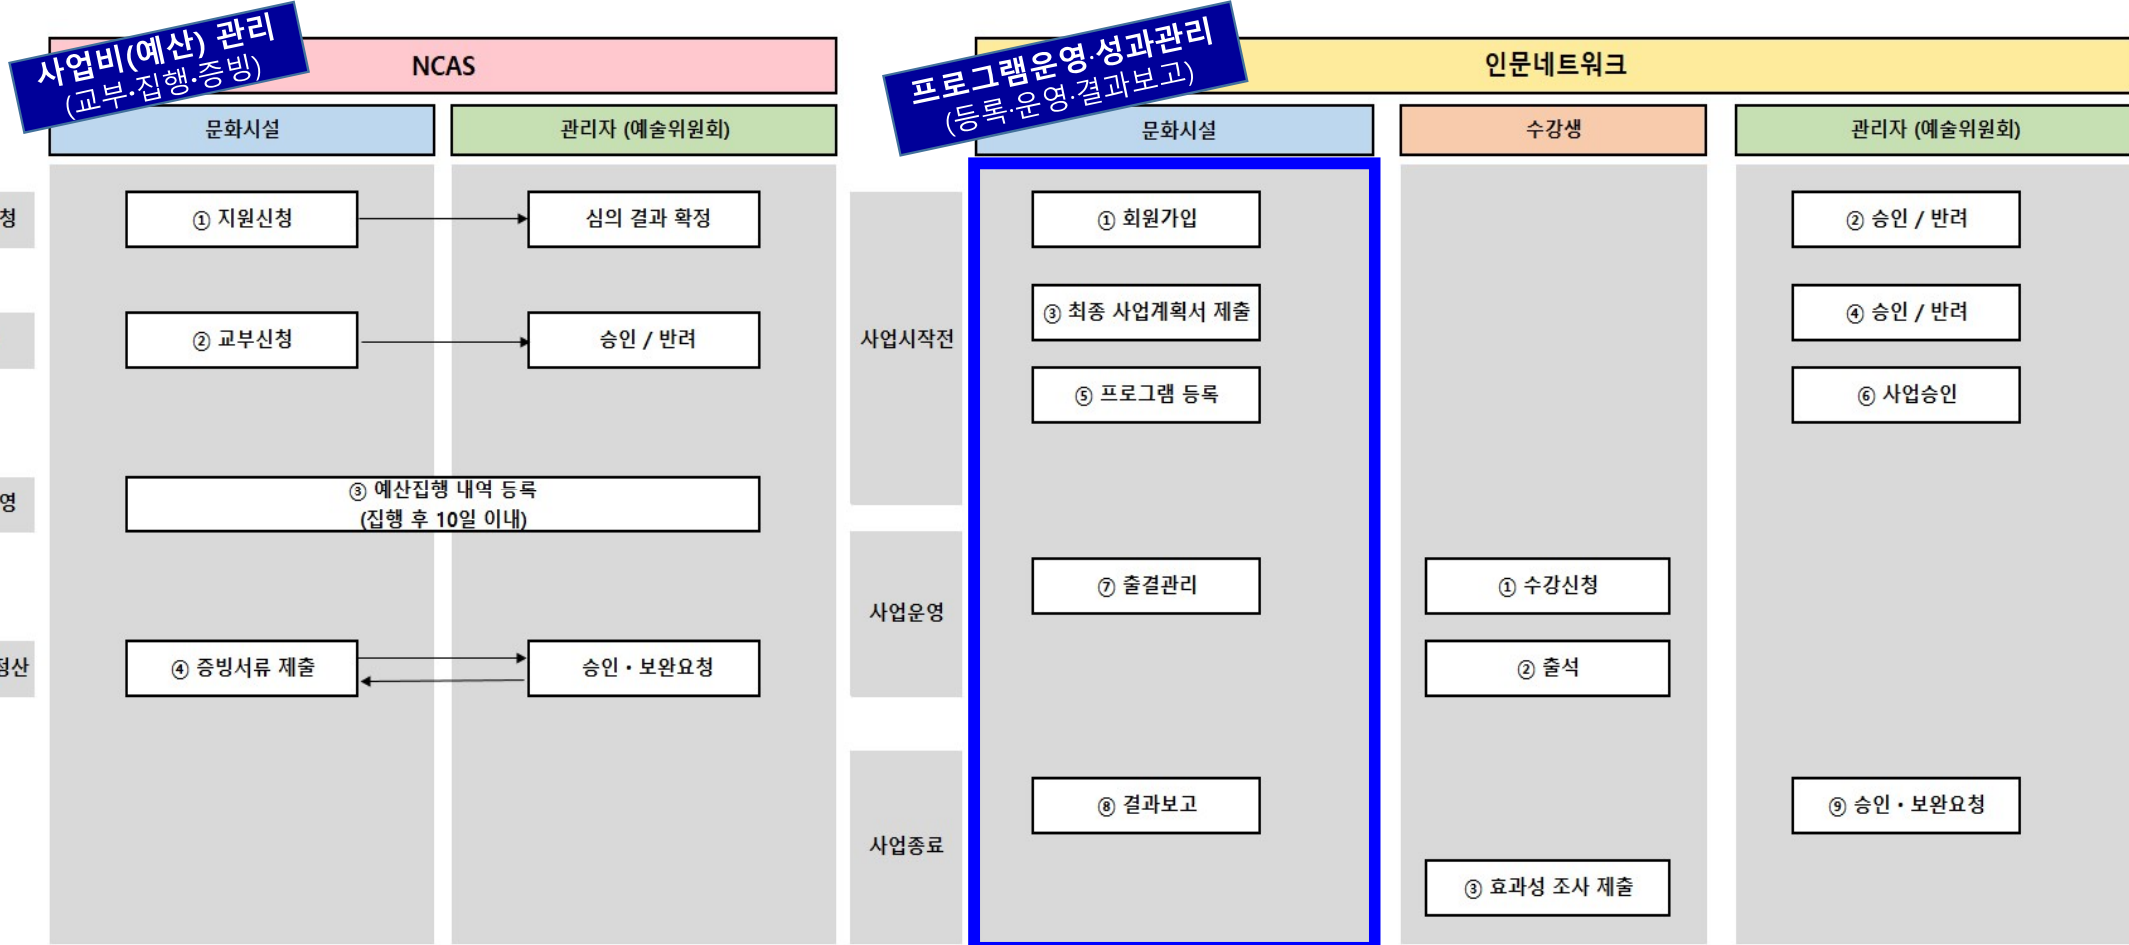 사업비(예산) 관리
(교부·집행·증빙)
NCAS
문화시설
관리자 (예술위원회)
청
① 지원신청
심의 결과 확정
② 교부신청
승인 / 반려
영
③ 예산집행 내역 등록
(집행 후 10일 이내)
정산
④ 증빙서류 제출
승인 · 보완요청
프로그램운영·성과관리
(등록·운영·결과보고)
인문네트워크
문화시설
수강생
관리자 (예술위원회)
사업시작전
① 회원가입
② 승인 / 반려
③ 최종 사업계획서 제출
④ 승인 / 반려
⑤ 프로그램 등록
⑥ 사업승인
사업운영
⑦ 출결관리
① 수강신청
② 출석
사업종료
⑧ 결과보고
⑨ 승인 · 보완요청
③ 효과성 조사 제출